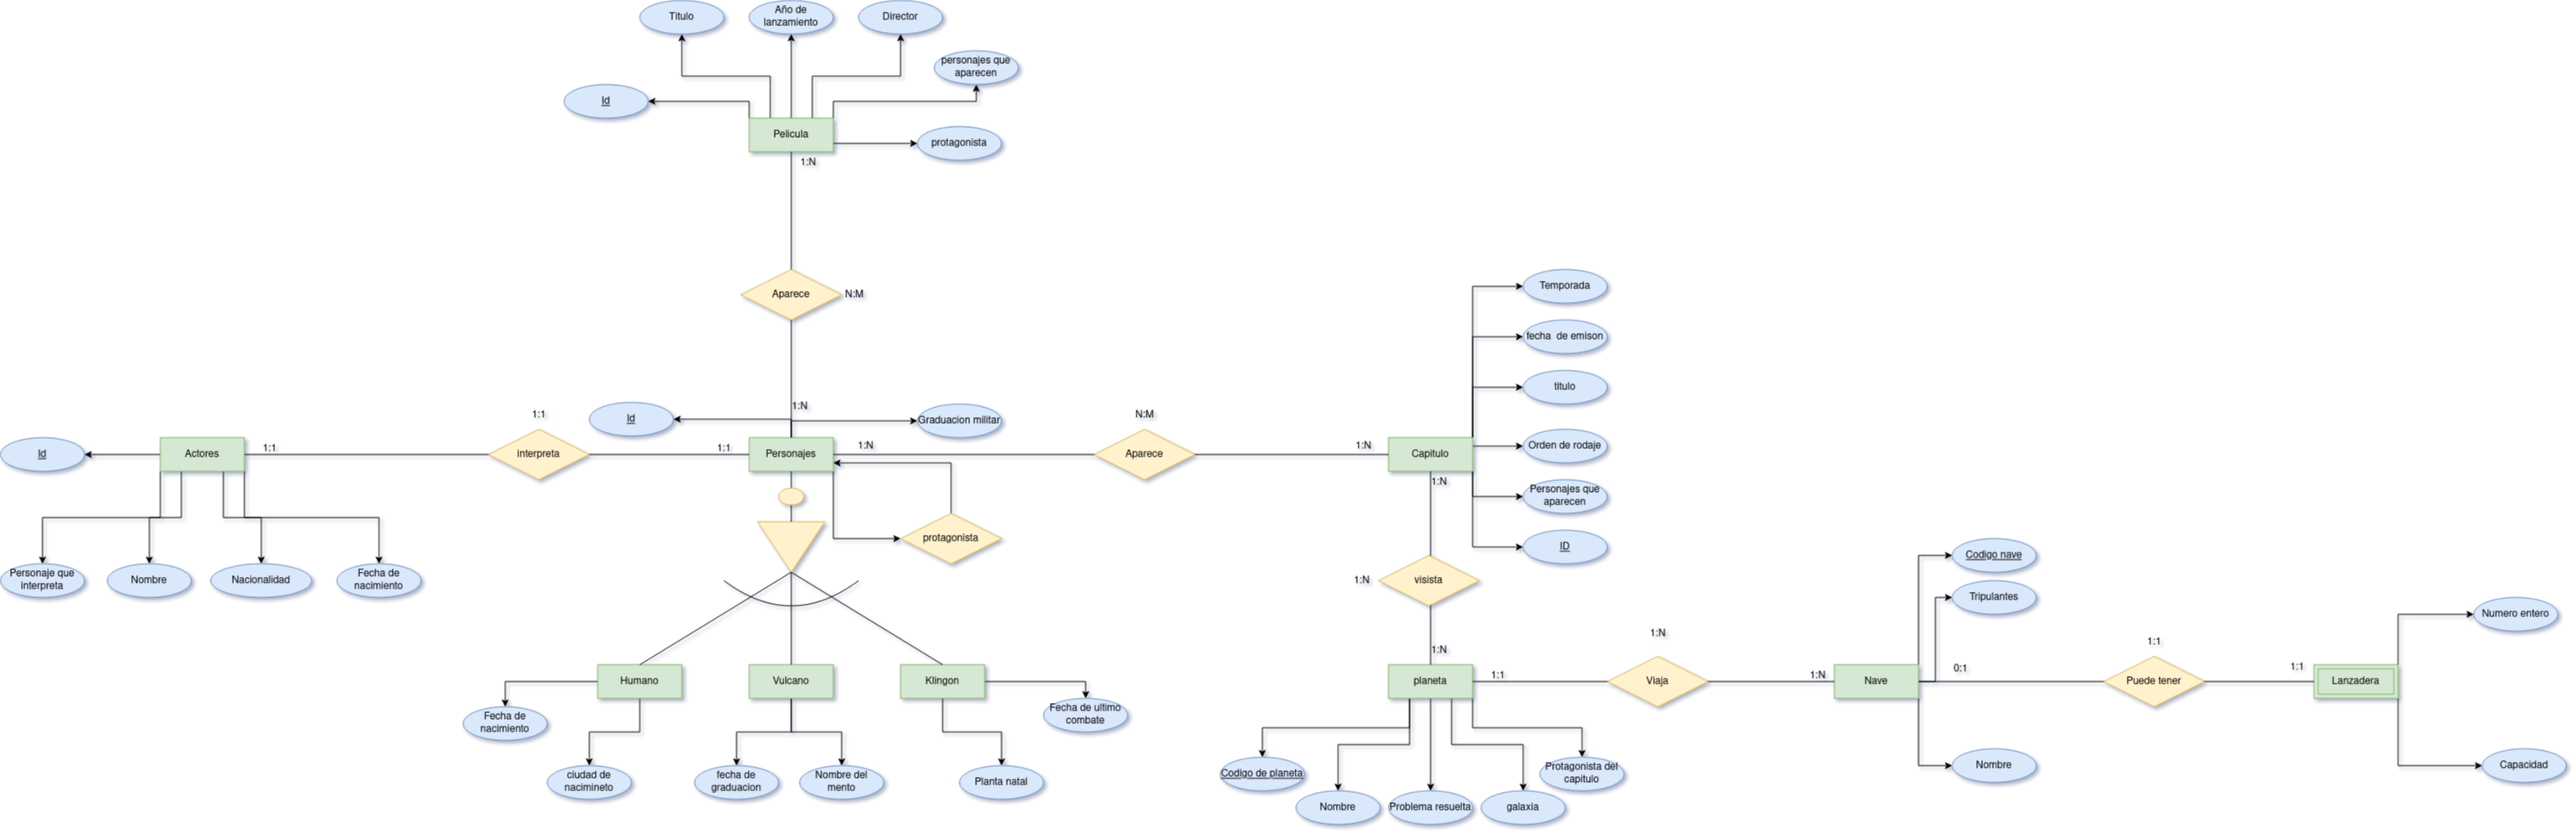 Titulo
Año de
lanzamiento
Director
personajes que
aparecen
Id
Pelicula
protagonista
1:N
Aparece
N:M
Temporada
fecha  de emison
titulo
1:N
Id
Graduacion militar
1:1
N:M
Id
Actores
1:1
interpreta
1:1
Personajes
1:N
Aparece
1:N
Capitulo
Orden de rodaje
1:N
Personajes que
aparecen
protagonista
ID
Personaje que
interpreta
Nombre
Nacionalidad
Fecha de
nacimiento
1:N
visista
Codigo nave
Tripulantes
Numero entero
1:N
1:N
1:1
Humano
Vulcano
Klingon
planeta
1:1
Viaja
1:N
Nave
0:1
Puede tener
1:1
Lanzadera
Fecha de
nacimiento
Fecha de ultimo
combate
ciudad de
nacimineto
fecha de
graduacion
Nombre del
mento
Planta natal
Codigo de planeta
Protagonista del
capitulo
Nombre
Capacidad
Nombre
Problema resuelta
galaxia